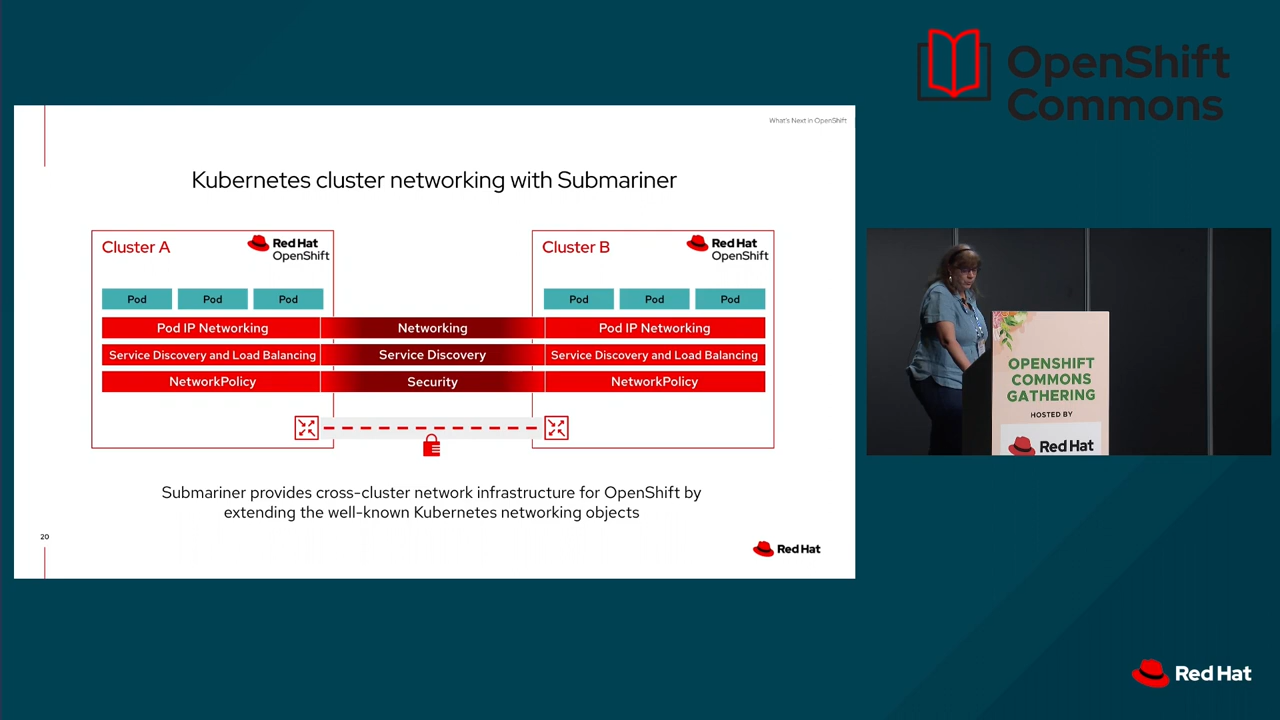 OpenShift
Commons
What's Next in OpenShift
Kubernetes cluster networking with Submariner
Cluster A
Red Hat
OpenShift
Cluster B
Red Hat
OpenShift
Pod Pod Pod
Pod Pod Pod
Pod IP Networking Networking Pod IP Networking
Service Discovery and Load Balancing Service Discovery Service Discovery and Load Balancing
NetworkPolicy Security NetworkPolicy
Submariner provides cross-cluster network infrastructure for OpenShift by
extending the well-known Kubernetes networking objects
20
Red Hat
OPENSHIFT
COMMONS
GATHERING
HOSTED BY
Red Hat
Red Hat